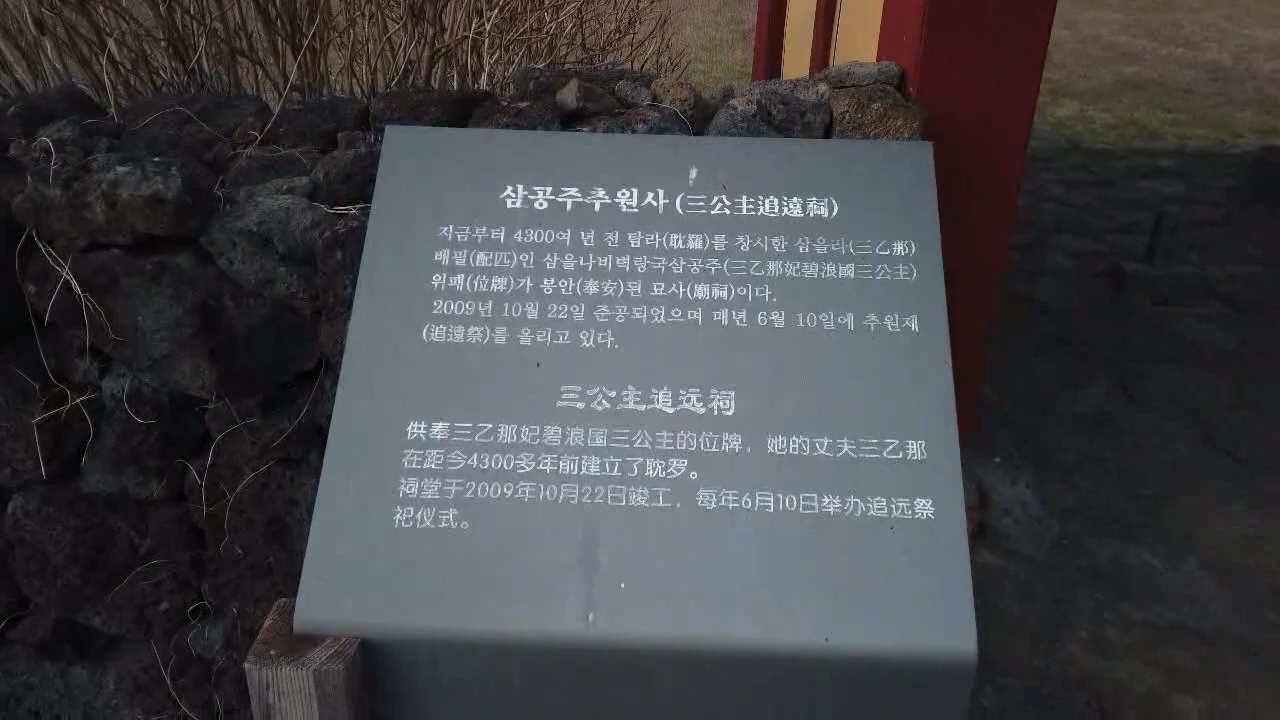 삼공주추원사 (三公主追遠祠)
지금부터 4300여 년 전 탐라(耽羅)를 창시한 삼을라(三乙那)
배필(配匹)인 삼을나비벽랑국삼공주(三乙那妃碧浪國三公主)
위패(位牌)가 봉안(奉安)된 묘사(廟祠)이다.
2009년 10월 22일 준공되었으며 매년 6월 10일에 추원재
(追遠祭)를 올리고 있다.
三公主追远祠
供奉三乙那妃碧浪国三公主的位牌，她的丈夫三乙那
在距今4300多年前建立了耽罗。
祠堂于2009年10月22日竣工，每年6月10日举办追远祭
祀仪式。